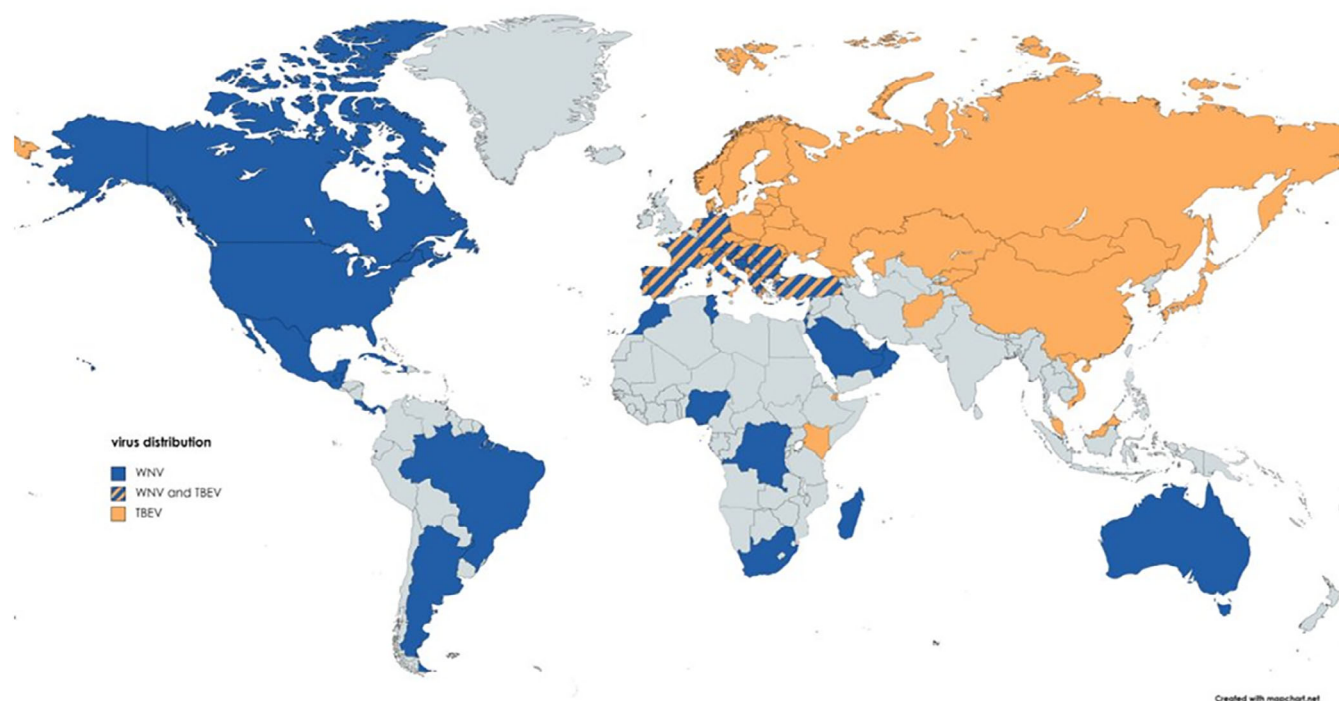 virus distribution
WNV
WNV and TBEV
TBEV
Created with mapchart.net